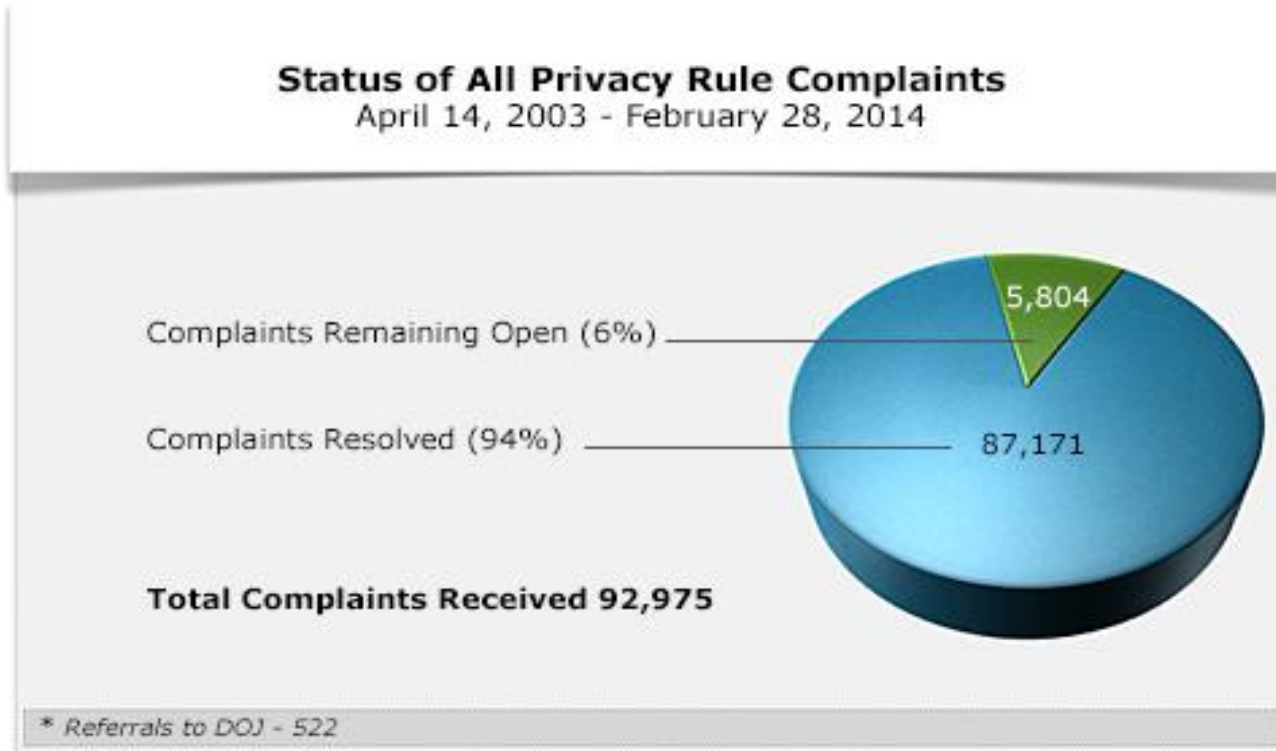 Status of All Privacy Rule Complaints
April 14, 2003 - February 28, 2014
5,804
Complaints Remaining Open (6%)
Complaints Resolved (94%)
87,171
Total Complaints Received 92,975
* Referrals to DOJ - 522